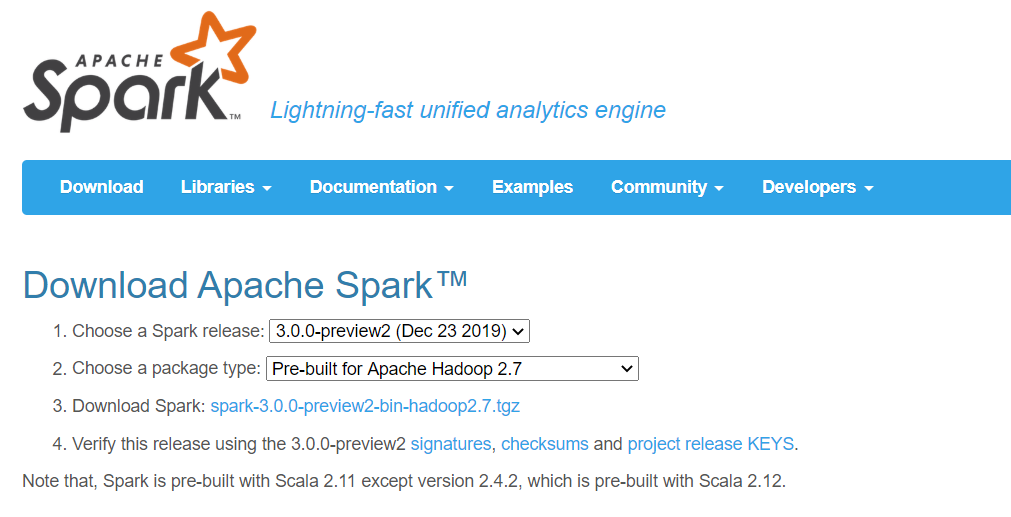 APACHE
Spark™
Lightning-fast unified analytics engine
Download Libraries Documentation Examples Community Developers
Download Apache Spark™
1. Choose a Spark release: 3.0.0-preview2 (Dec 23 2019)
2. Choose a package type: Pre-built for Apache Hadoop 2.7
3. Download Spark: spark-3.0.0-preview2-bin-hadoop2.7.tgz
4. Verify this release using the 3.0.0-preview2 signatures, checksums and project release KEYS.
Note that, Spark is pre-built with Scala 2.11 except version 2.4.2, which is pre-built with Scala 2.12.